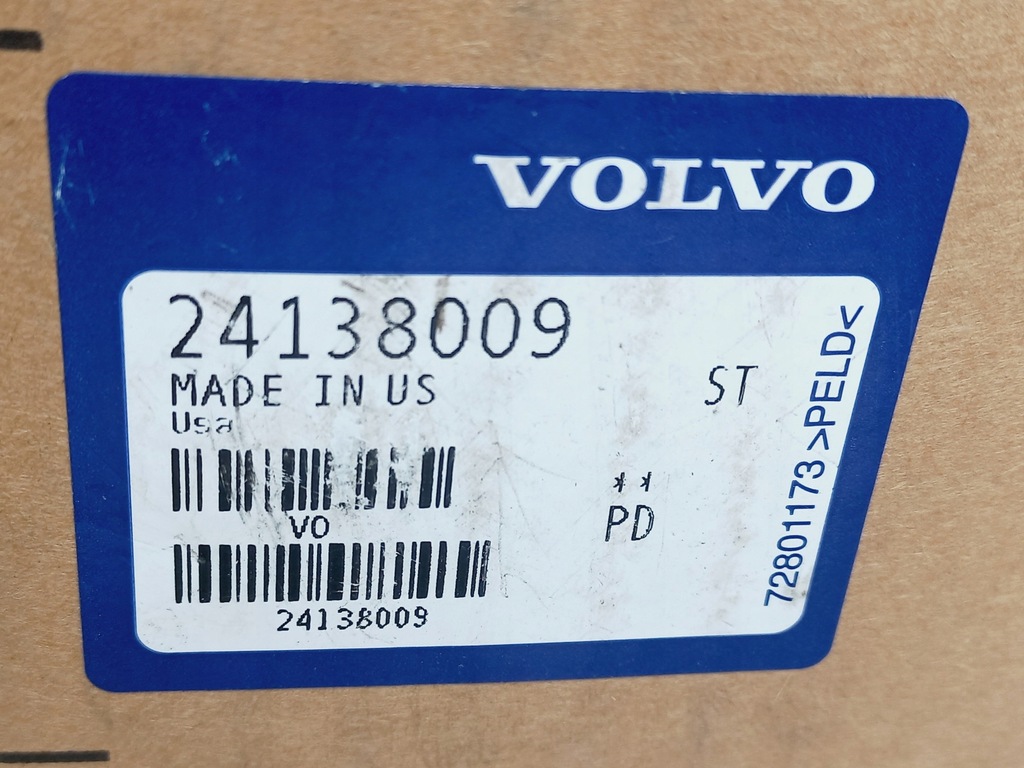 VOLVO
24138009
MADE IN US
Usa
ST
**
VO
PD
24138009
72801173 >PELD<